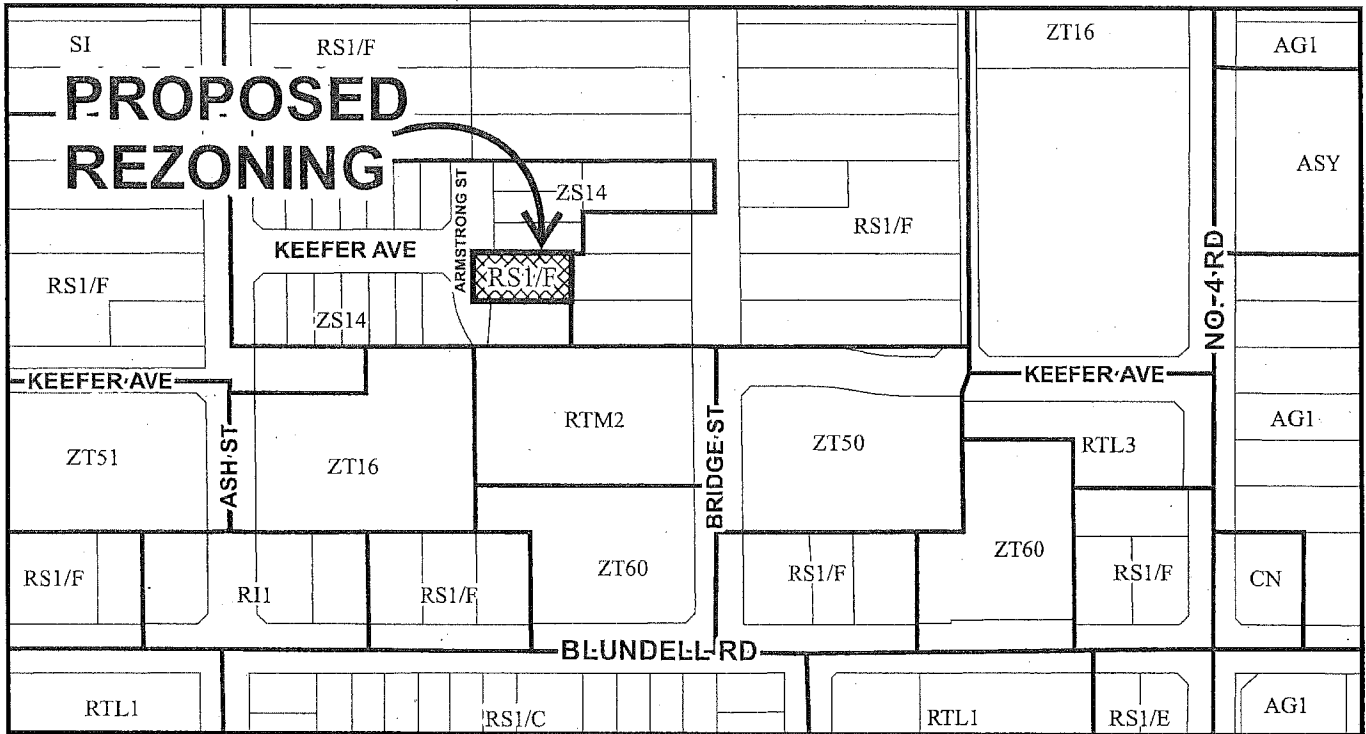 SI
RS1/F
ZT16
AG1
PROPOSED
REZONING
ASY
ARMSTRONG ST
ZS14
RS1/F
KEEFER AVE
RS1/F
RS1/F
NO. 4 RD
ZS14
KEEFER AVE
KEEFER AVE
ZT51
ASH ST
ZT16
RTM2
BRIDGE ST
ZT50
RTL3
AG1
RS1/F
RI1
RS1/F
ZT60
RS1/F
ZT60
RS1/F
CN
BLUNDELL RD
RTL1
RS1/C
RTL1
RS1/E
AG1